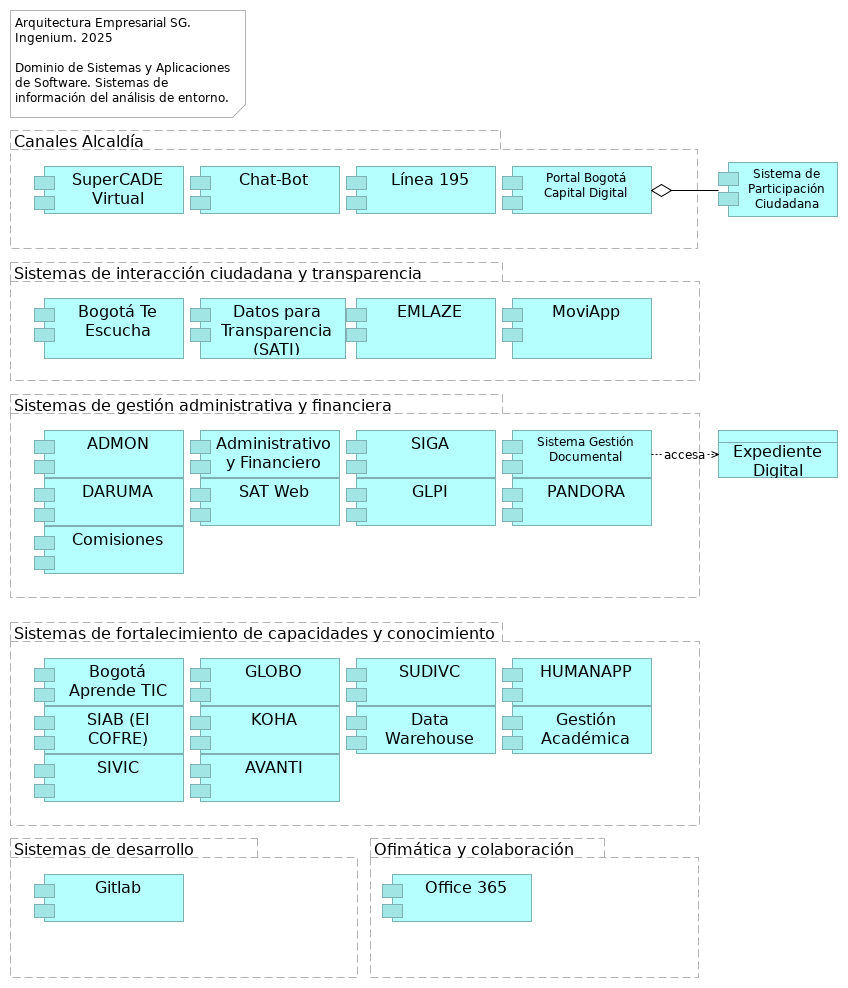 Arquitectura Empresarial SG.
Ingenium. 2025
Dominio de Sistemas y Aplicaciones
de Software. Sistemas de
información del análisis de entorno.
Canales Alcaldía
SuperCADE
Virtual
Chat-Bot
Línea 195
Portal Bogotá
Capital Digital
Sistema de
Participación
Ciudadana
Sistemas de interacción ciudadana y transparencia
Bogotá Te
Escucha
Datos para
Transparencia
(SATI)
EMLAZE
MoviApp
Sistemas de gestión administrativa y financiera
ADMON
Administrativo
y Financiero
SIGA
Sistema Gestión
Documental
accesa
Expediente
Digital
DARUMA
SAT Web
GLPI
PANDORA
Comisiones
Sistemas de fortalecimiento de capacidades y conocimiento
Bogotá
Aprende TIC
GLOBO
SUDIVC
HUMANAPP
SIAB (El
COFRE)
KOHA
Data
Warehouse
Gestión
Académica
SIVIC
AVANTI
Sistemas de desarrollo
Gitlab
Ofimática y colaboración
Office 365